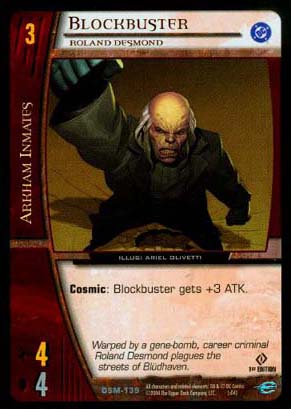 3
BLOCKBUSTER
ROLAND DESMOND
ARKHAM INMATES
ILLUS: ARIEL OLIVETTI
Cosmic: Blockbuster gets +3 ATK.
Warped by a gene-bomb, career criminal
Roland Desmond plagues the
streets of Blüdhaven.
4
4
DSM-139
1ST EDITION